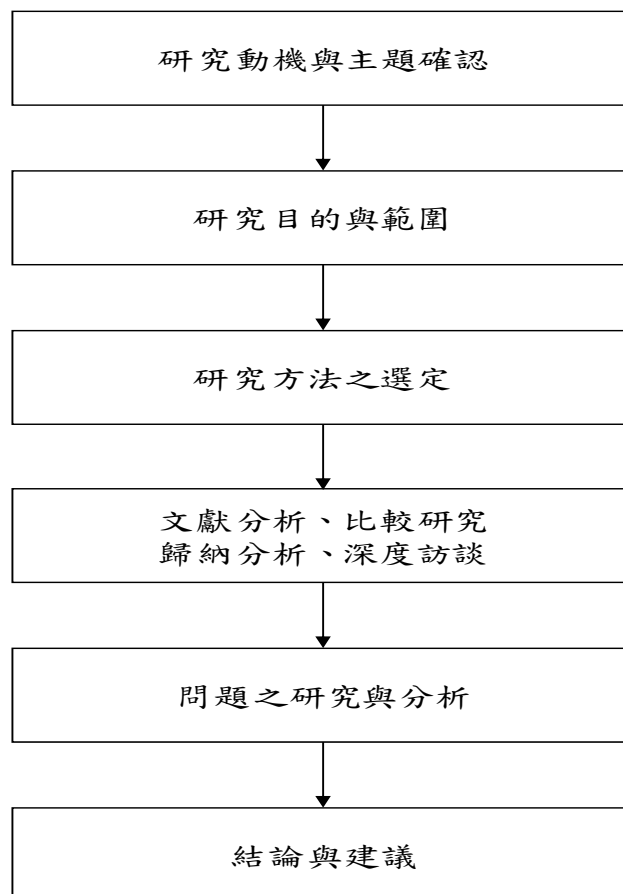 研究動機與主題確認
研究目的與範圍
研究方法之選定
文獻分析、比較研究
歸納分析、深度訪談
問題之研究與分析
結論與建議